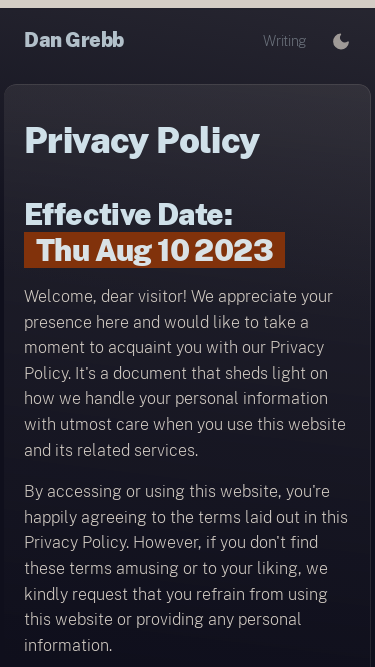 Dan Grebb
Writing
Privacy Policy
Effective Date:
Thu Aug 10 2023
Welcome, dear visitor! We appreciate your
presence here and would like to take a
moment to acquaint you with our Privacy
Policy. It's a document that sheds light on
how we handle your personal information
with utmost care when you use this website
and its related services.
By accessing or using this website, you're
happily agreeing to the terms laid out in this
Privacy Policy. However, if you don't find
these terms amusing or to your liking, we
kindly request that you refrain from using
this website or providing any personal
information.